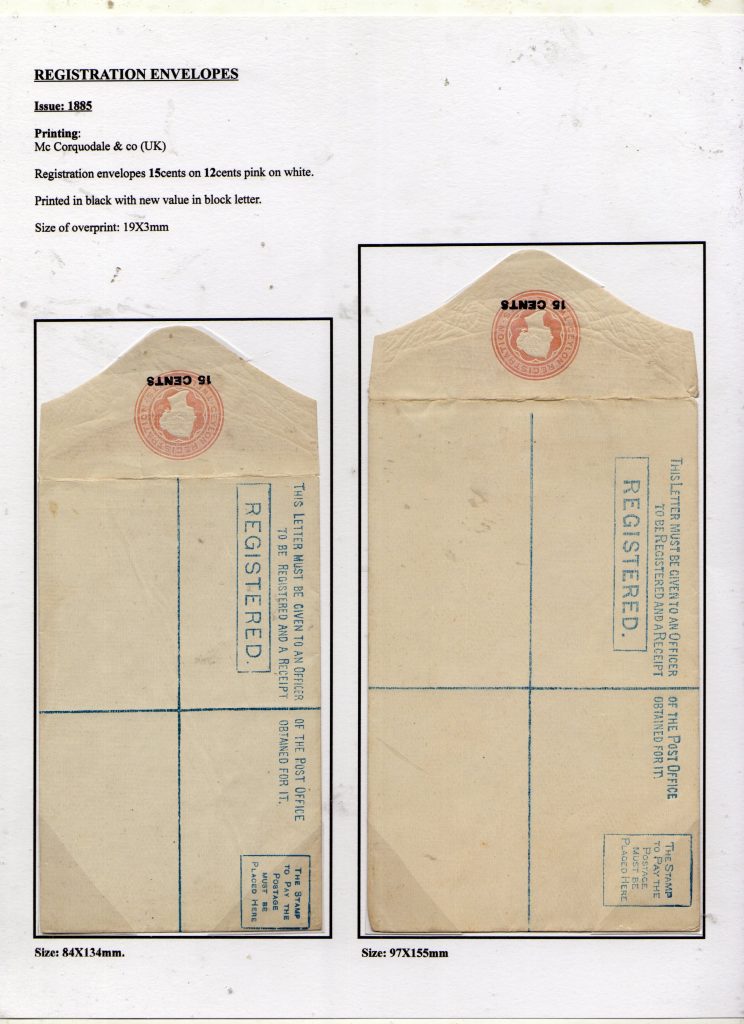 REGISTRATION ENVELOPES
Issue: 1885
Printing:
Mc Corquodale & co (UK)
Registration envelopes 15cents on 12cents pink on white.
Printed in black with new value in block letter.
Size of overprint: 19X3mm
15 CENTS
CEYLON REGISTRATION
THIS LETTER MUST BE GIVEN TO AN OFFICER OF THE POST OFFICE
TO BE REGISTERED AND A RECEIPT OBTAINED FOR IT.
REGISTERED.
THE STAMP
TO PAY THE
POSTAGE
MUST BE
PLACED HERE
Size: 84X134mm.
15 CENTS
CEYLON REGISTRATION
THIS LETTER MUST BE GIVEN TO AN OFFICER OF THE POST OFFICE
TO BE REGISTERED AND A RECEIPT OBTAINED FOR IT.
REGISTERED.
THE STAMP
TO PAY THE
POSTAGE
MUST BE
PLACED HERE
Size: 97X155mm